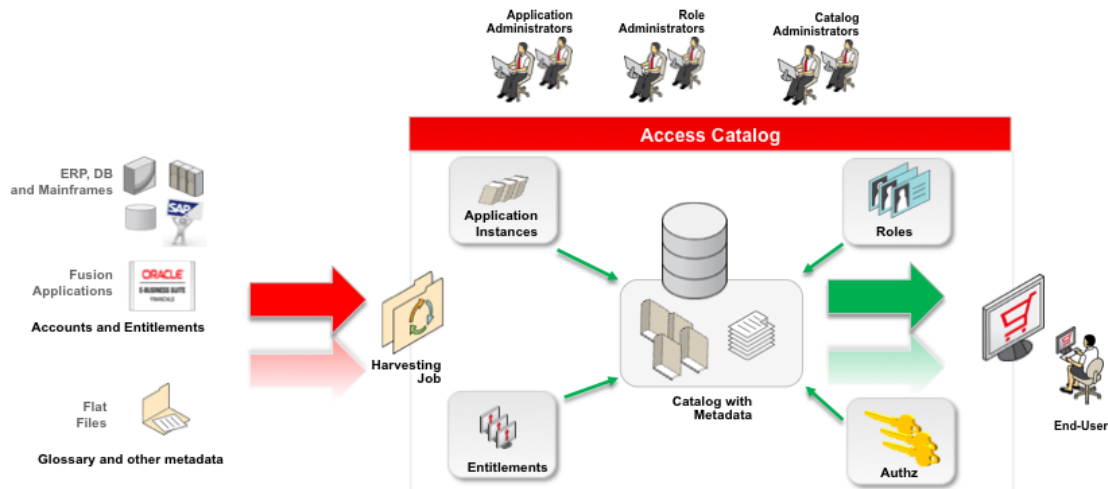 Application
Administrators
Role
Administrators
Catalog
Administrators
Access Catalog
ERP, DB
and Mainframes
SAP
Fusion
Applications
ORACLE
E-BUSINESS SUITE
FINANCIALS
Accounts and Entitlements
Flat
Files
Glossary and other metadata
Harvesting
Job
Application
Instances
Entitlements
Catalog with
Metadata
Roles
Authz
End-User